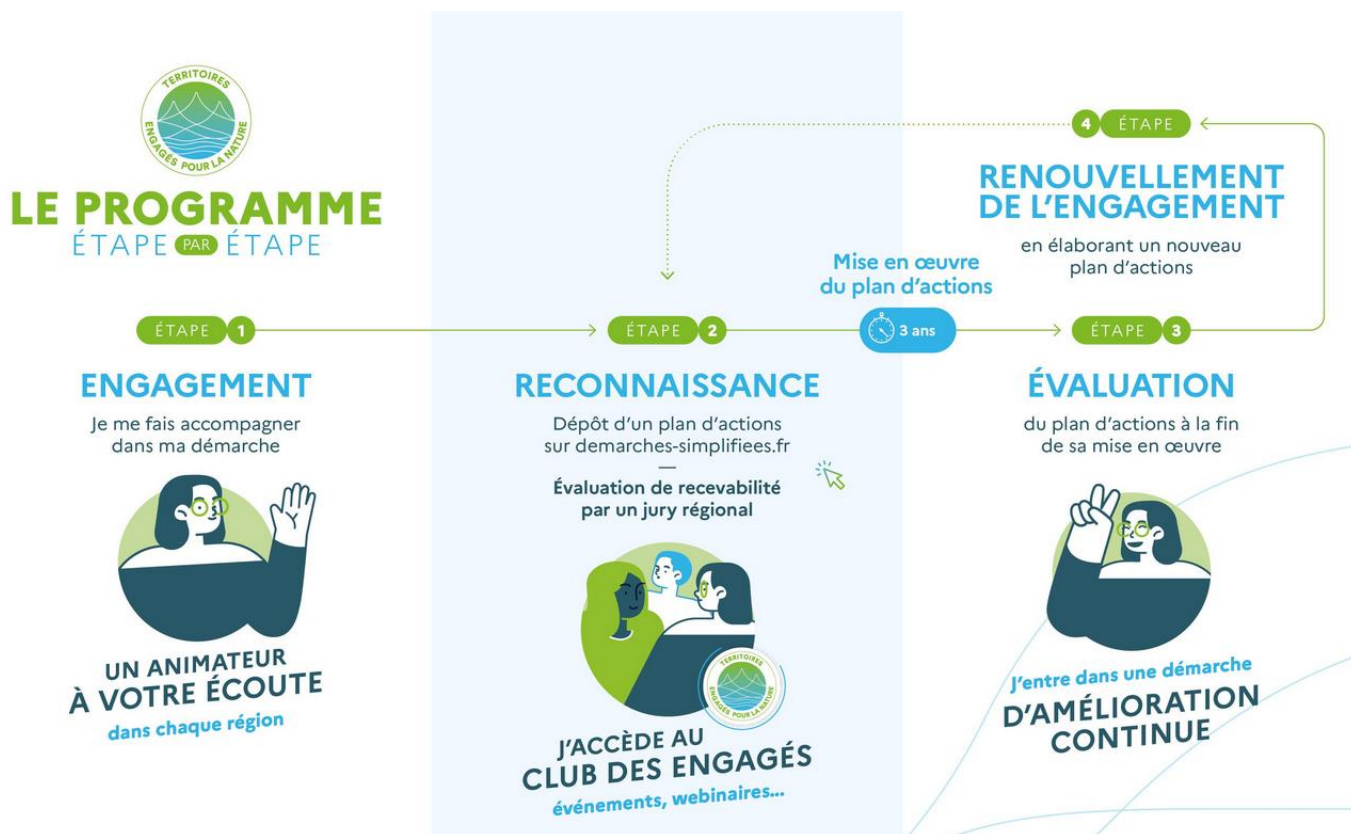 TERRITOIRES
ENGAGÉS POUR LA NATURE
LE PROGRAMME
ÉTAPE PAR ÉTAPE
ÉTAPE 1
ENGAGEMENT
Je me fais accompagner
dans ma démarche
UN ANIMATEUR
À VOTRE ÉCOUTE
dans chaque région
ÉTAPE 2
RECONNAISSANCE
Dépôt d'un plan d'actions
sur demarches-simplifiees.fr
—
Évaluation de recevabilité
par un jury régional
TERRITOIRES
ENGAGÉS POUR LA NATURE
J'ACCÈDE AU
CLUB DES ENGAGÉS
événements, webinaires...
Mise en œuvre
du plan d'actions
3 ans
ÉTAPE 3
ÉVALUATION
du plan d'actions à la fin
de sa mise en œuvre
J'entre dans une démarche
D'AMÉLIORATION
CONTINUE
4 ÉTAPE
RENOUVELLEMENT
DE L'ENGAGEMENT
en élaborant un nouveau
plan d'actions